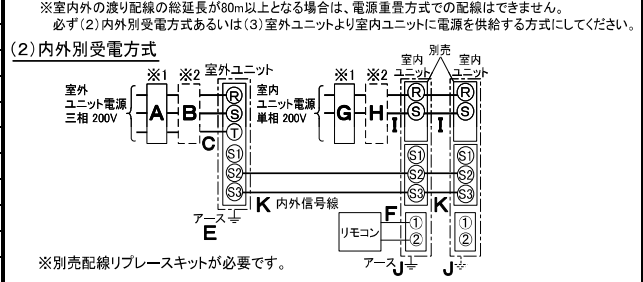 ※室内外の渡り配線の総延長が80m以上となる場合は、電源重畳方式での配線はできません。
必ず(2)内外別受電方式あるいは(3)室外ユニットより室内ユニットに電源を供給する方式にしてください。
(2)内外別受電方式
別売
※1 ※2 室外ユニット ※1 ※2 室内ユニット 室内ユニット
室外
ユニット電源
三相 200V
A B C
R
S
T
S1
S2
S3
室内
ユニット電源
単相 200V
G H I I
R
S
S1
S2
S3
R
S
S1
S2
S3
K 内外信号線 K
アース
E
リモコン
F
①
②
①
②
アース J J
※別売配線リプレースキットが必要です。